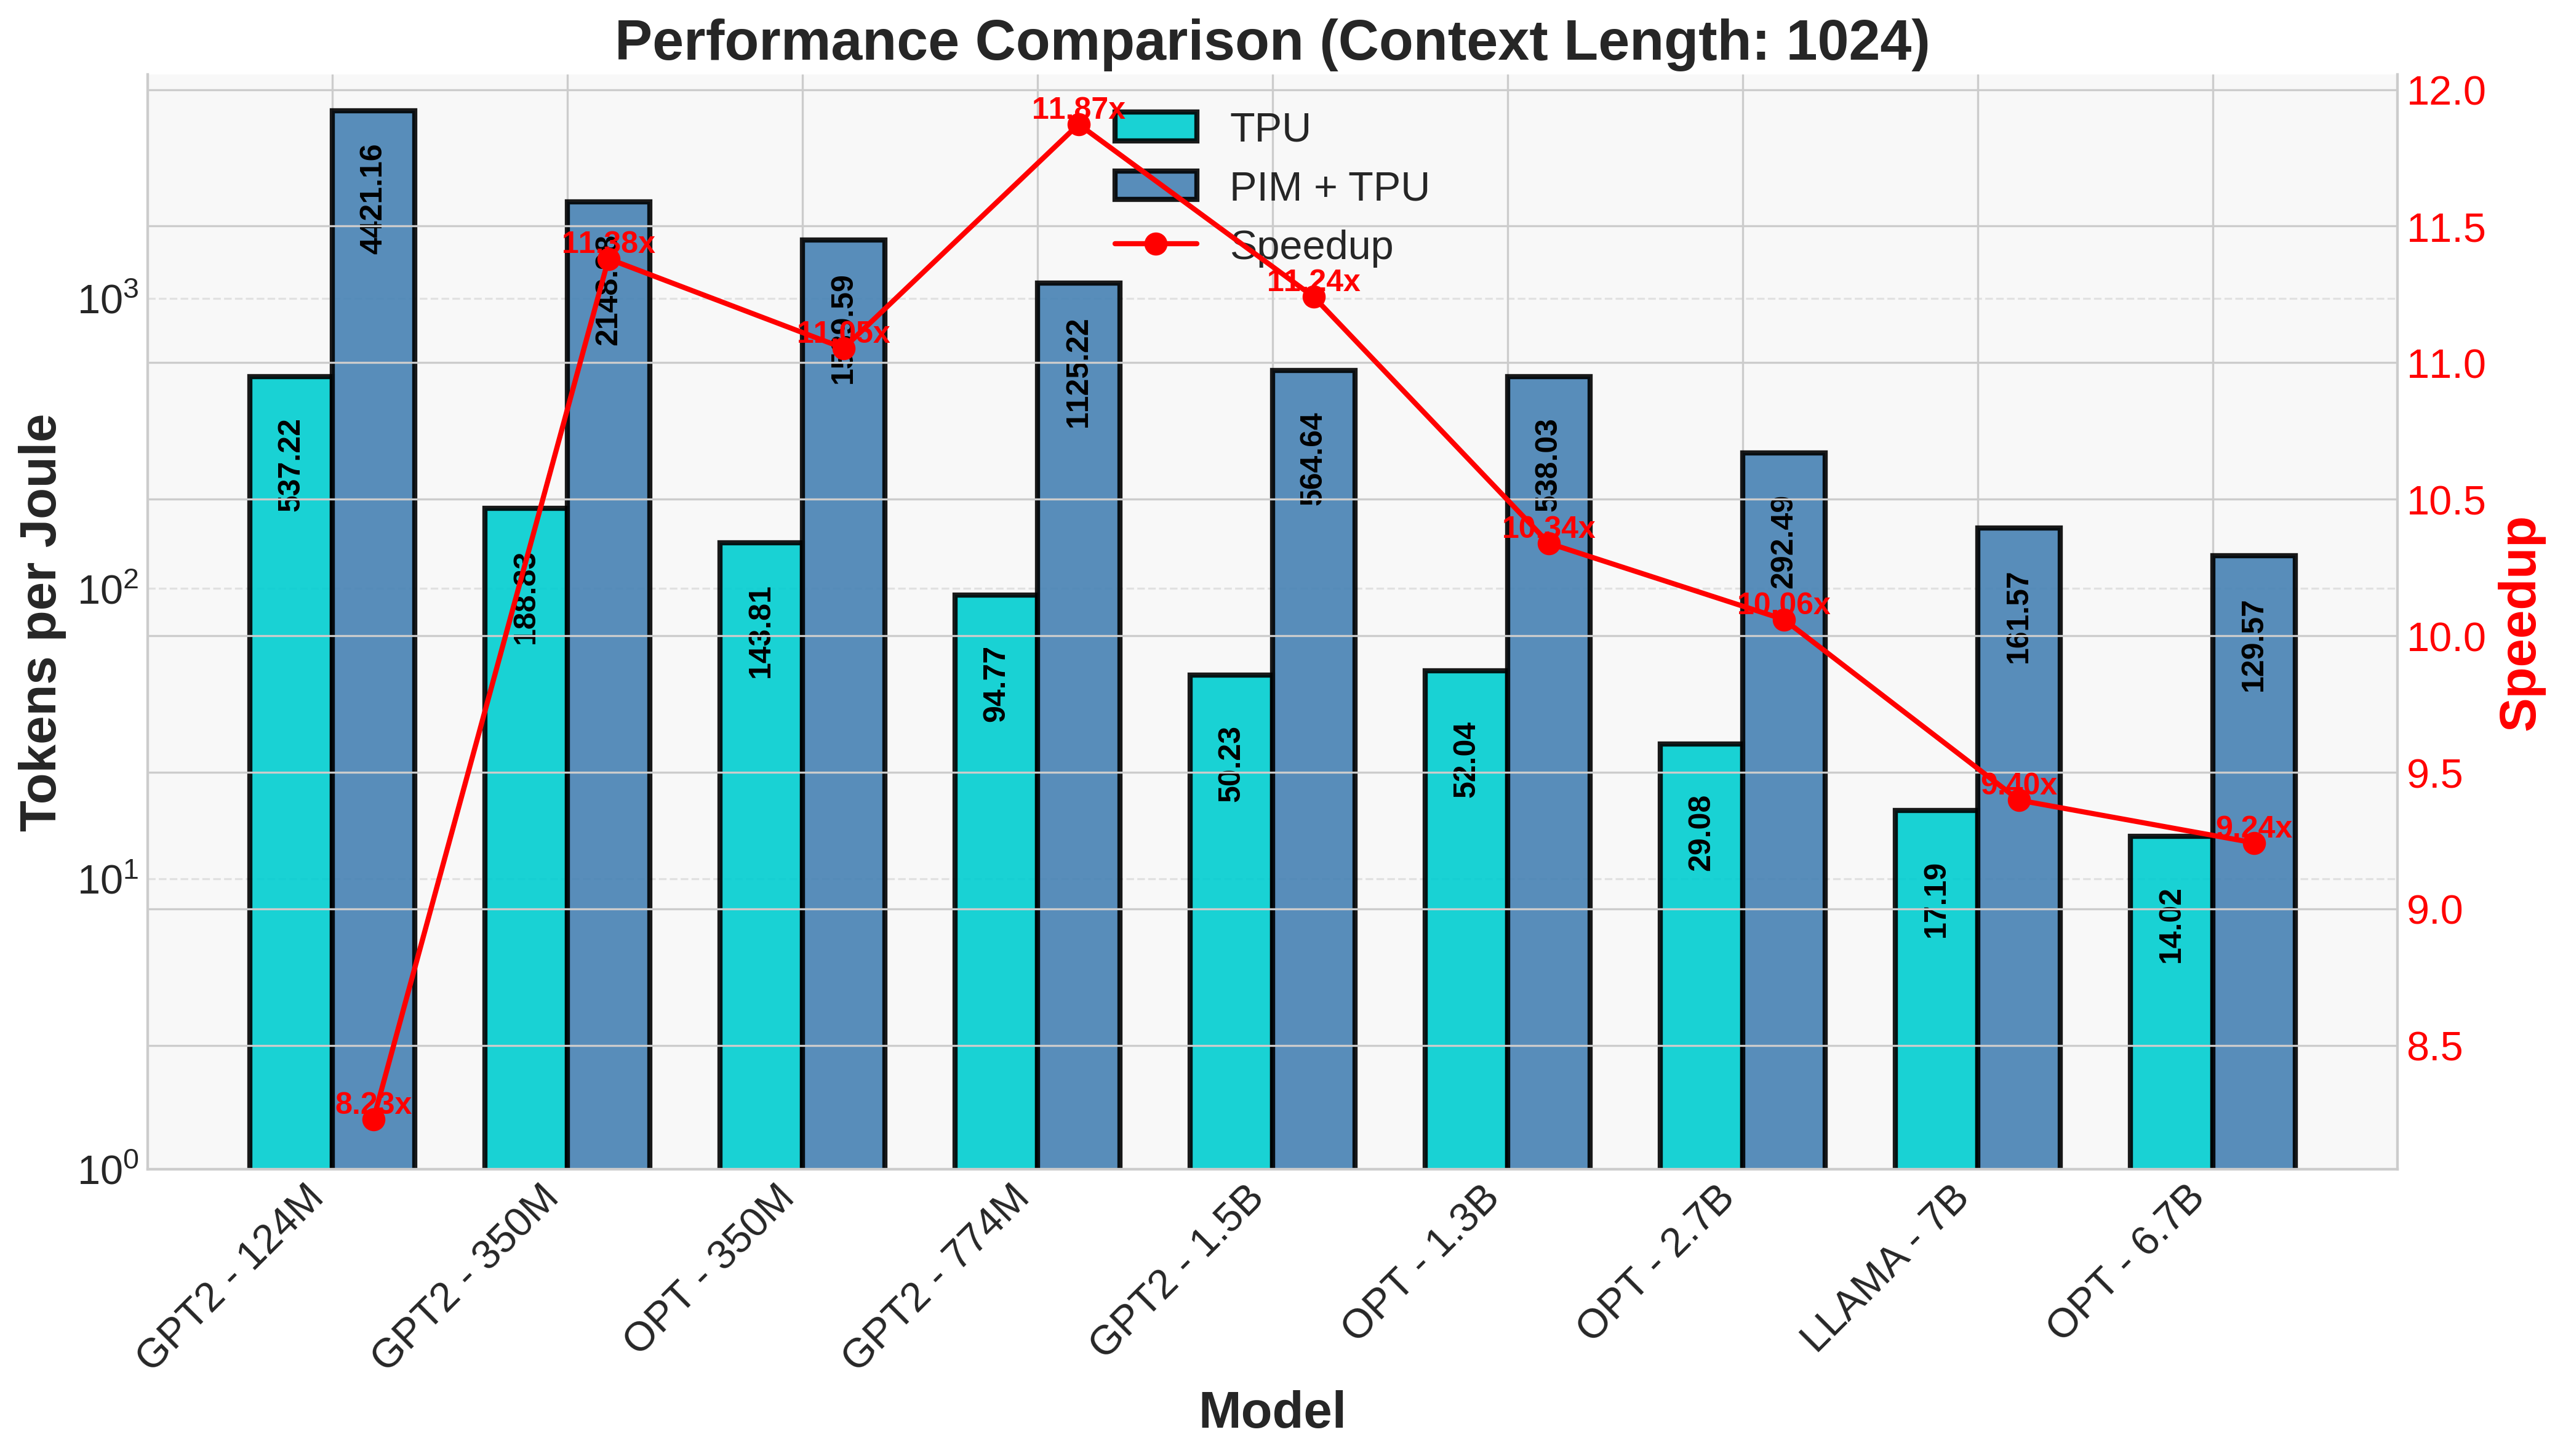 Performance Comparison (Context Length: 1024)
TPU
PIM + TPU
Speedup
Tokens per Joule
10³
10²
10¹
10⁰
Speedup
12.0
11.5
11.0
10.5
10.0
9.5
9.0
8.5
537.22
188.83
143.81
94.77
50.23
52.04
29.08
17.19
14.02
4421.16
1125.22
564.64
538.03
292.49
161.57
129.57
8.23x
11.38x
11.05x
11.87x
11.24x
10.34x
10.06x
9.40x
9.24x
GPT2 - 124M
GPT2 - 350M
OPT - 350M
GPT2 - 774M
GPT2 - 1.5B
OPT - 1.3B
OPT - 2.7B
LLAMA - 7B
OPT - 6.7B
Model